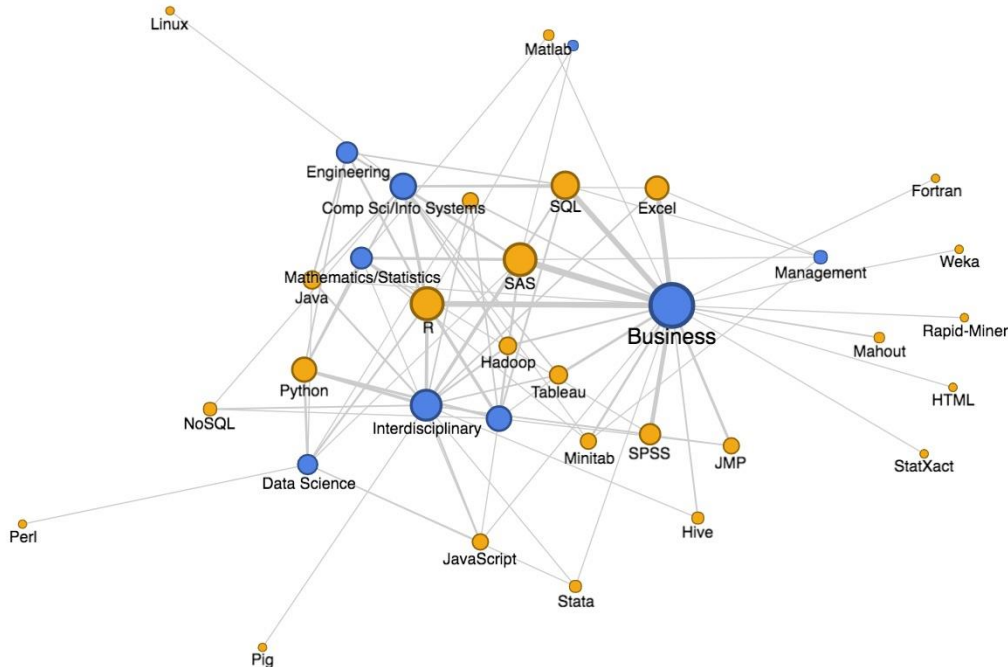 Linux
Matlab
Engineering
Fortran
Comp Sci/Info Systems
SQL
Excel
Weka
Management
Mathematics/Statistics
SAS
Java
R
Business
Rapid-Miner
Mahout
Hadoop
Python
Tableau
HTML
NoSQL
Interdisciplinary
Minitab
SPSS
JMP
StatXact
Data Science
Perl
Hive
JavaScript
Stata
Pig